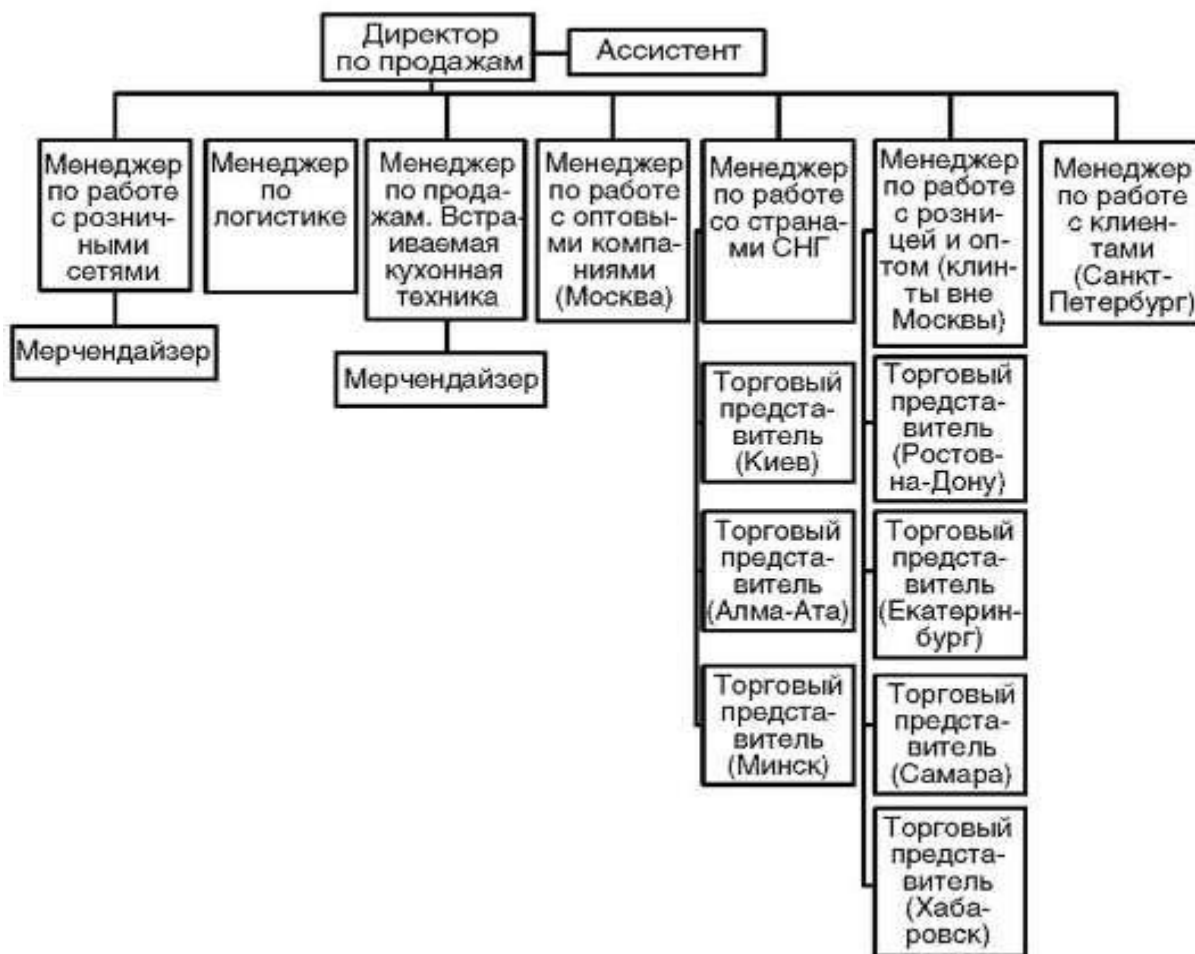 Директор
по продажам
Ассистент
Менеджер
по работе
с рознич-
ными
сетями
Мерчендайзер
Менеджер
по
логистике
Менеджер
по прода-
жам. Встра-
иваемая
кухонная
техника
Мерчендайзер
Менеджер
по работе
с оптовы-
ми компа-
ниями
(Москва)
Менеджер
по работе
со страна-
ми СНГ
Торговый
предста-
витель
(Киев)
Торговый
предста-
витель
(Алма-Ата)
Торговый
предста-
витель
(Минск)
Менеджер
по работе
с розни-
цей и оп-
том (клин-
ты вне
Москвы)
Торговый
предста-
витель
(Ростов-
на-Дону)
Торговый
предста-
витель
(Екатерин-
бург)
Торговый
предста-
витель
(Самара)
Торговый
предста-
витель
(Хаба-
ровск)
Менеджер
по работе
с клиен-
тами
(Санкт-
Петербург)